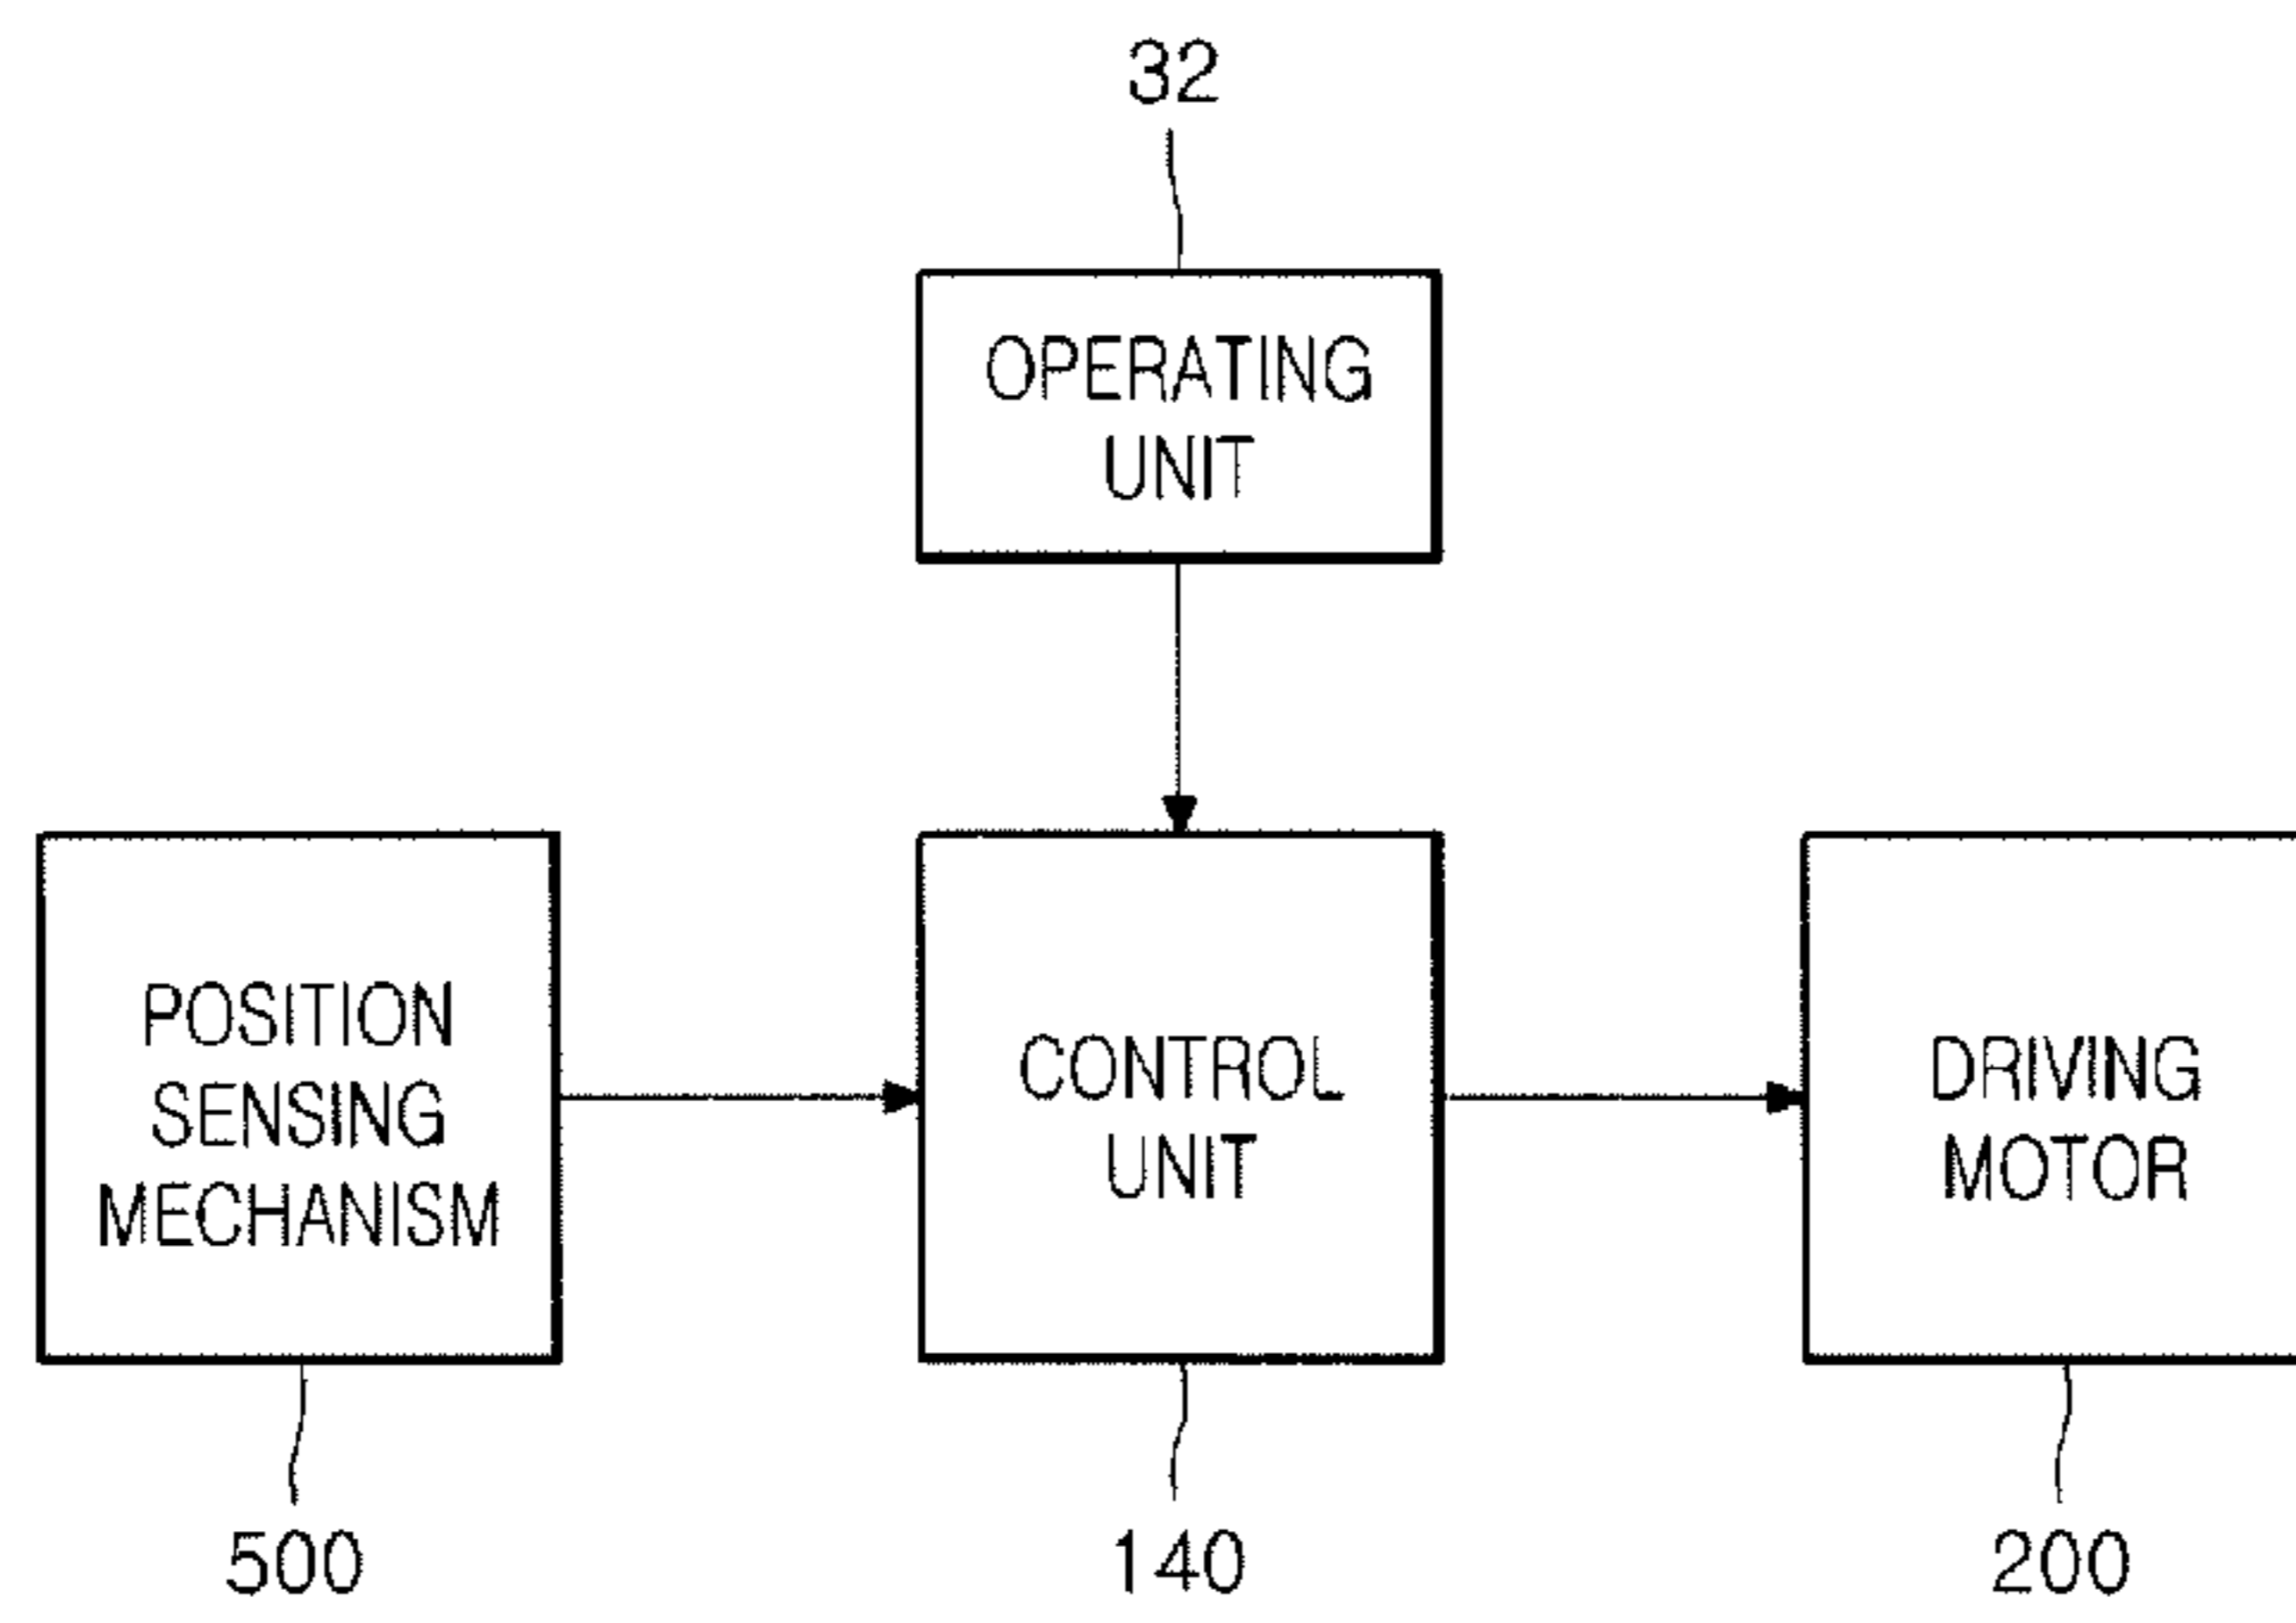 32
OPERATING
UNIT
POSITION
SENSING
MECHANISM
CONTROL
UNIT
DRIVING
MOTOR
500
140
200